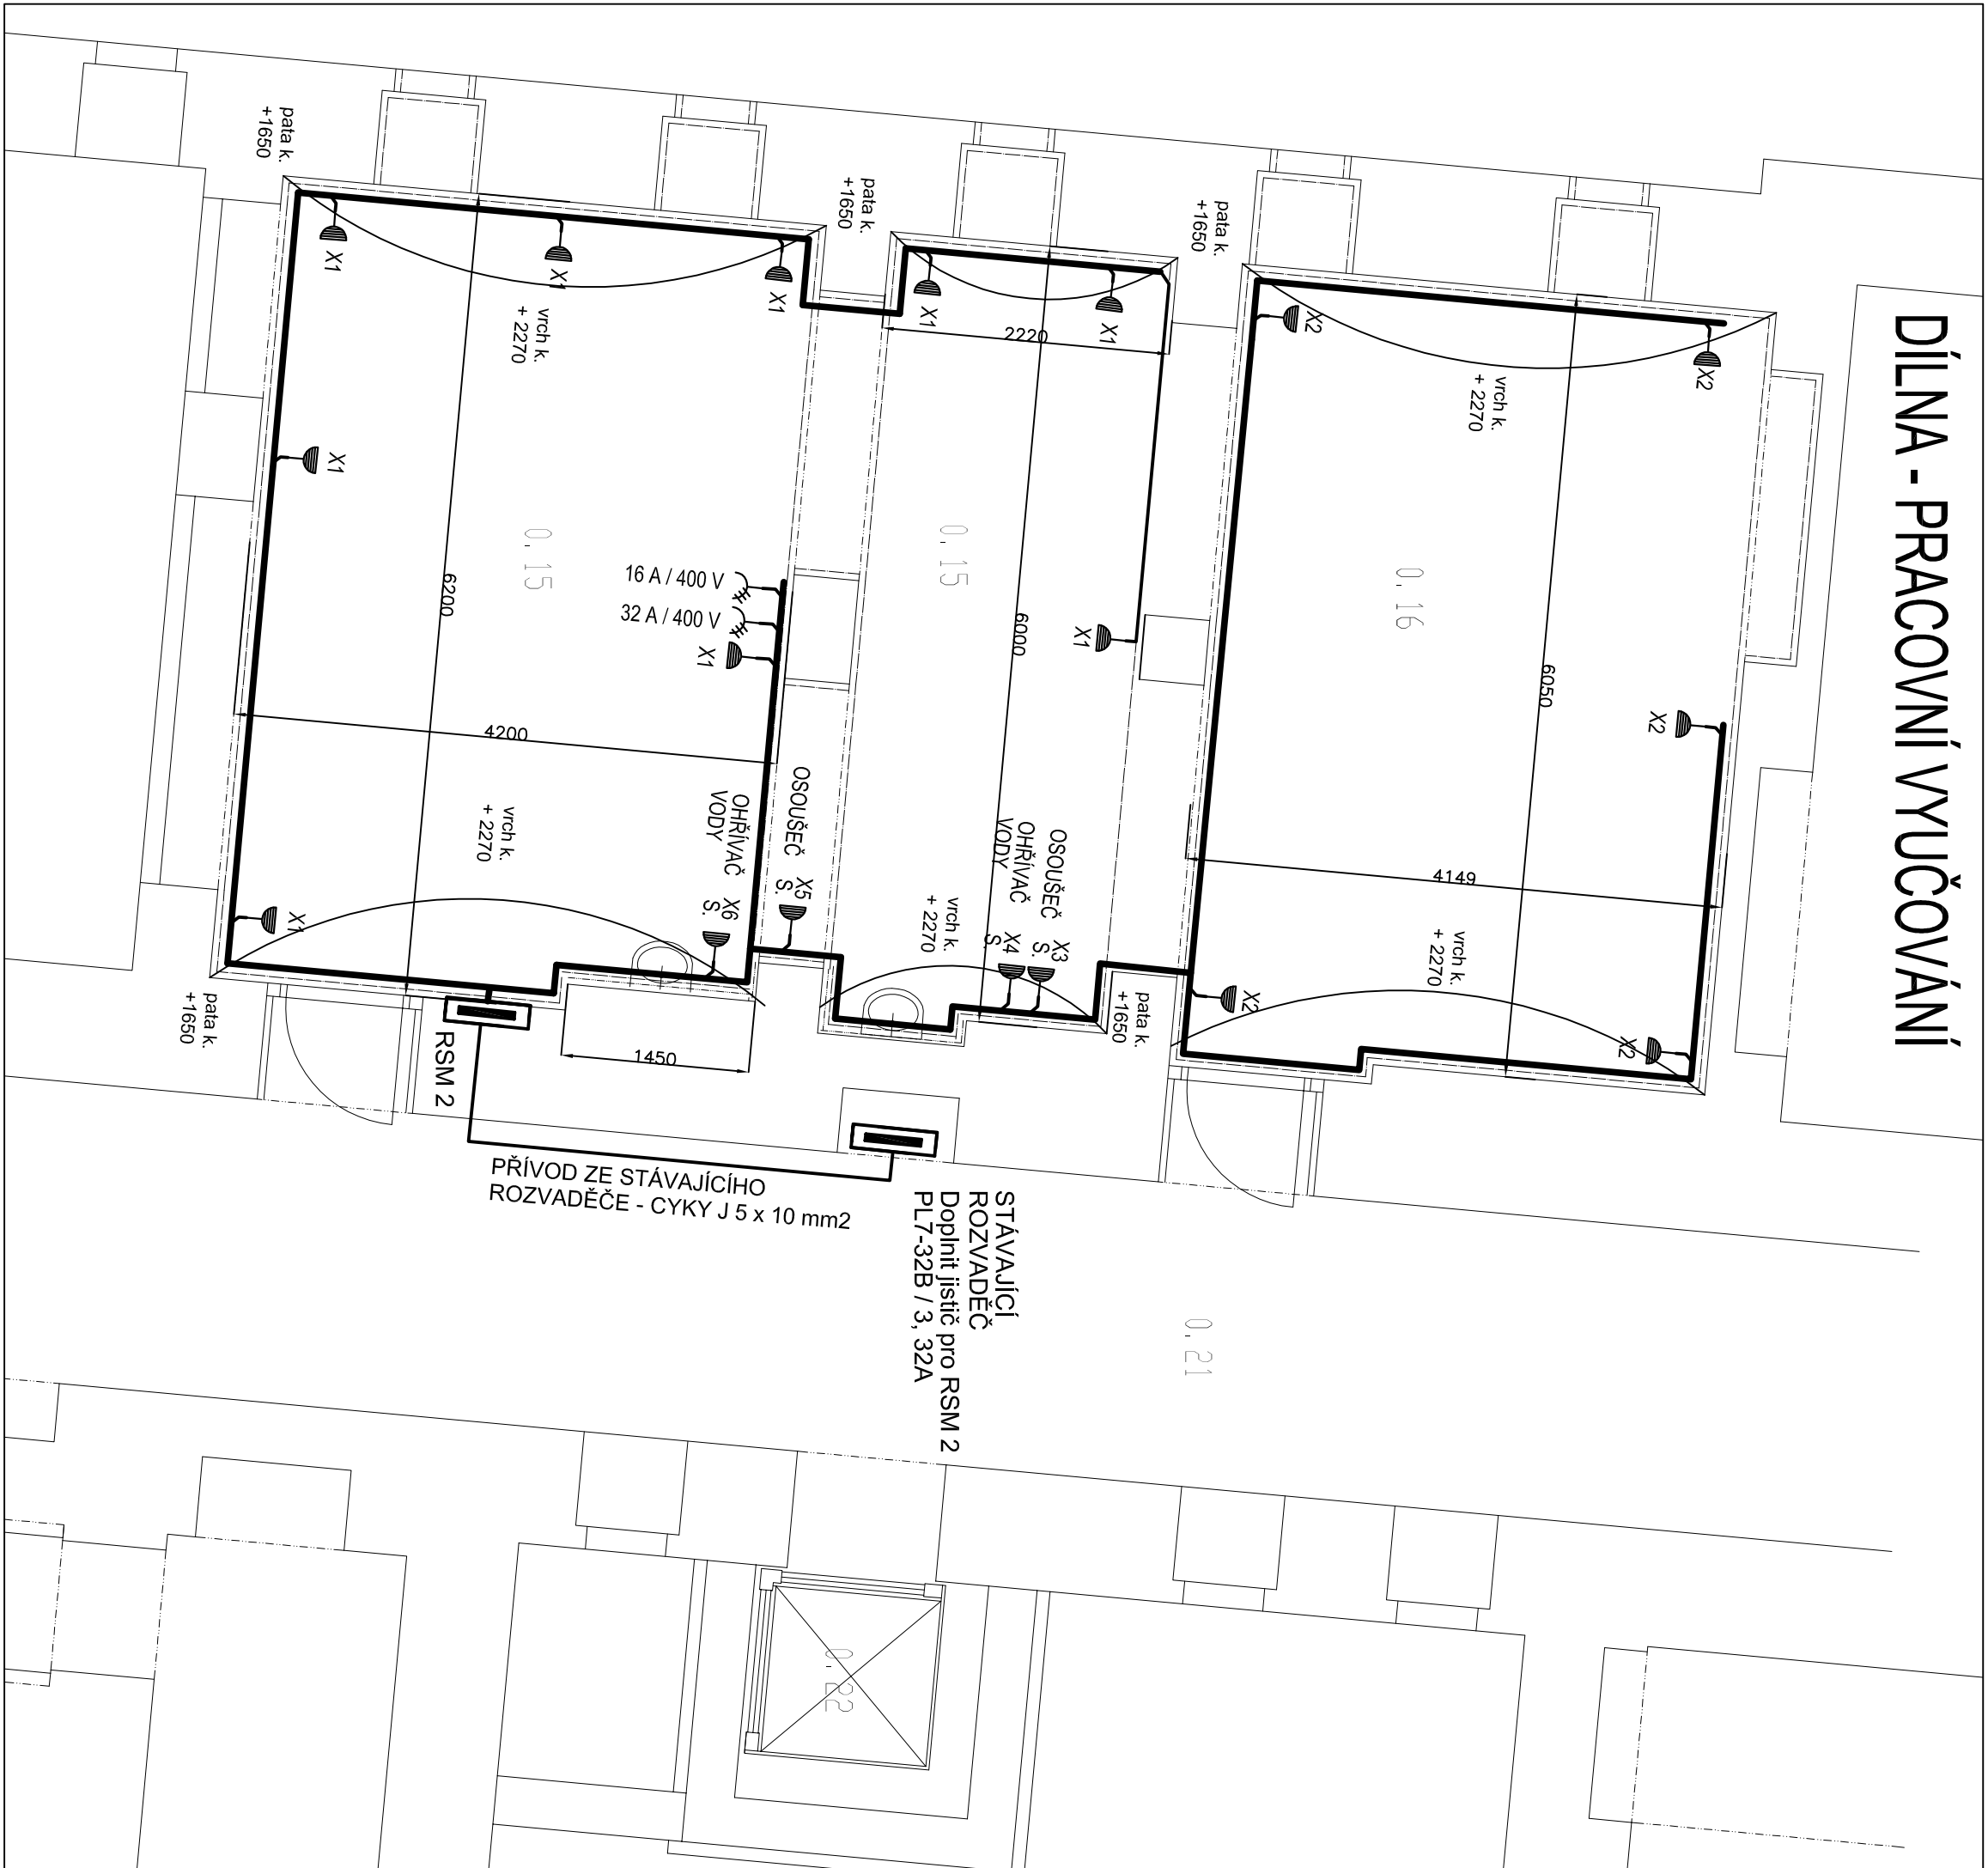 DÍLNA - PRACOVNÍ VYUČOVÁNÍ
pata k.
+1650
pata k.
+1650
pata k.
+1650
X1
X1
X1
X1
X1
X2
X2
vrch k.
+ 2270
2220
vrch k.
+ 2270
X1
0.15
0.15
0.16
16 A / 400 V
32 A / 400 V
X1
X1
6200
6000
6050
X2
4200
4149
OSOUŠEČ
X5
S.
OHŘÍVAČ
VODY
X6
S.
OSOUŠEČ
X3
S.
OHŘÍVAČ
VODY
X4
S.
vrch k.
+ 2270
vrch k.
+ 2270
vrch k.
+ 2270
X1
X2
X2
pata k.
+1650
pata k.
+1650
RSM 2
1450
PŘÍVOD ZE STÁVAJÍCÍHO
ROZVADĚČE - CYKY J 5 x 10 mm2
STÁVAJÍCÍ
ROZVADĚČ
Doplnit jistič pro RSM 2
PL7-32B / 3, 32A
0.21
0.22